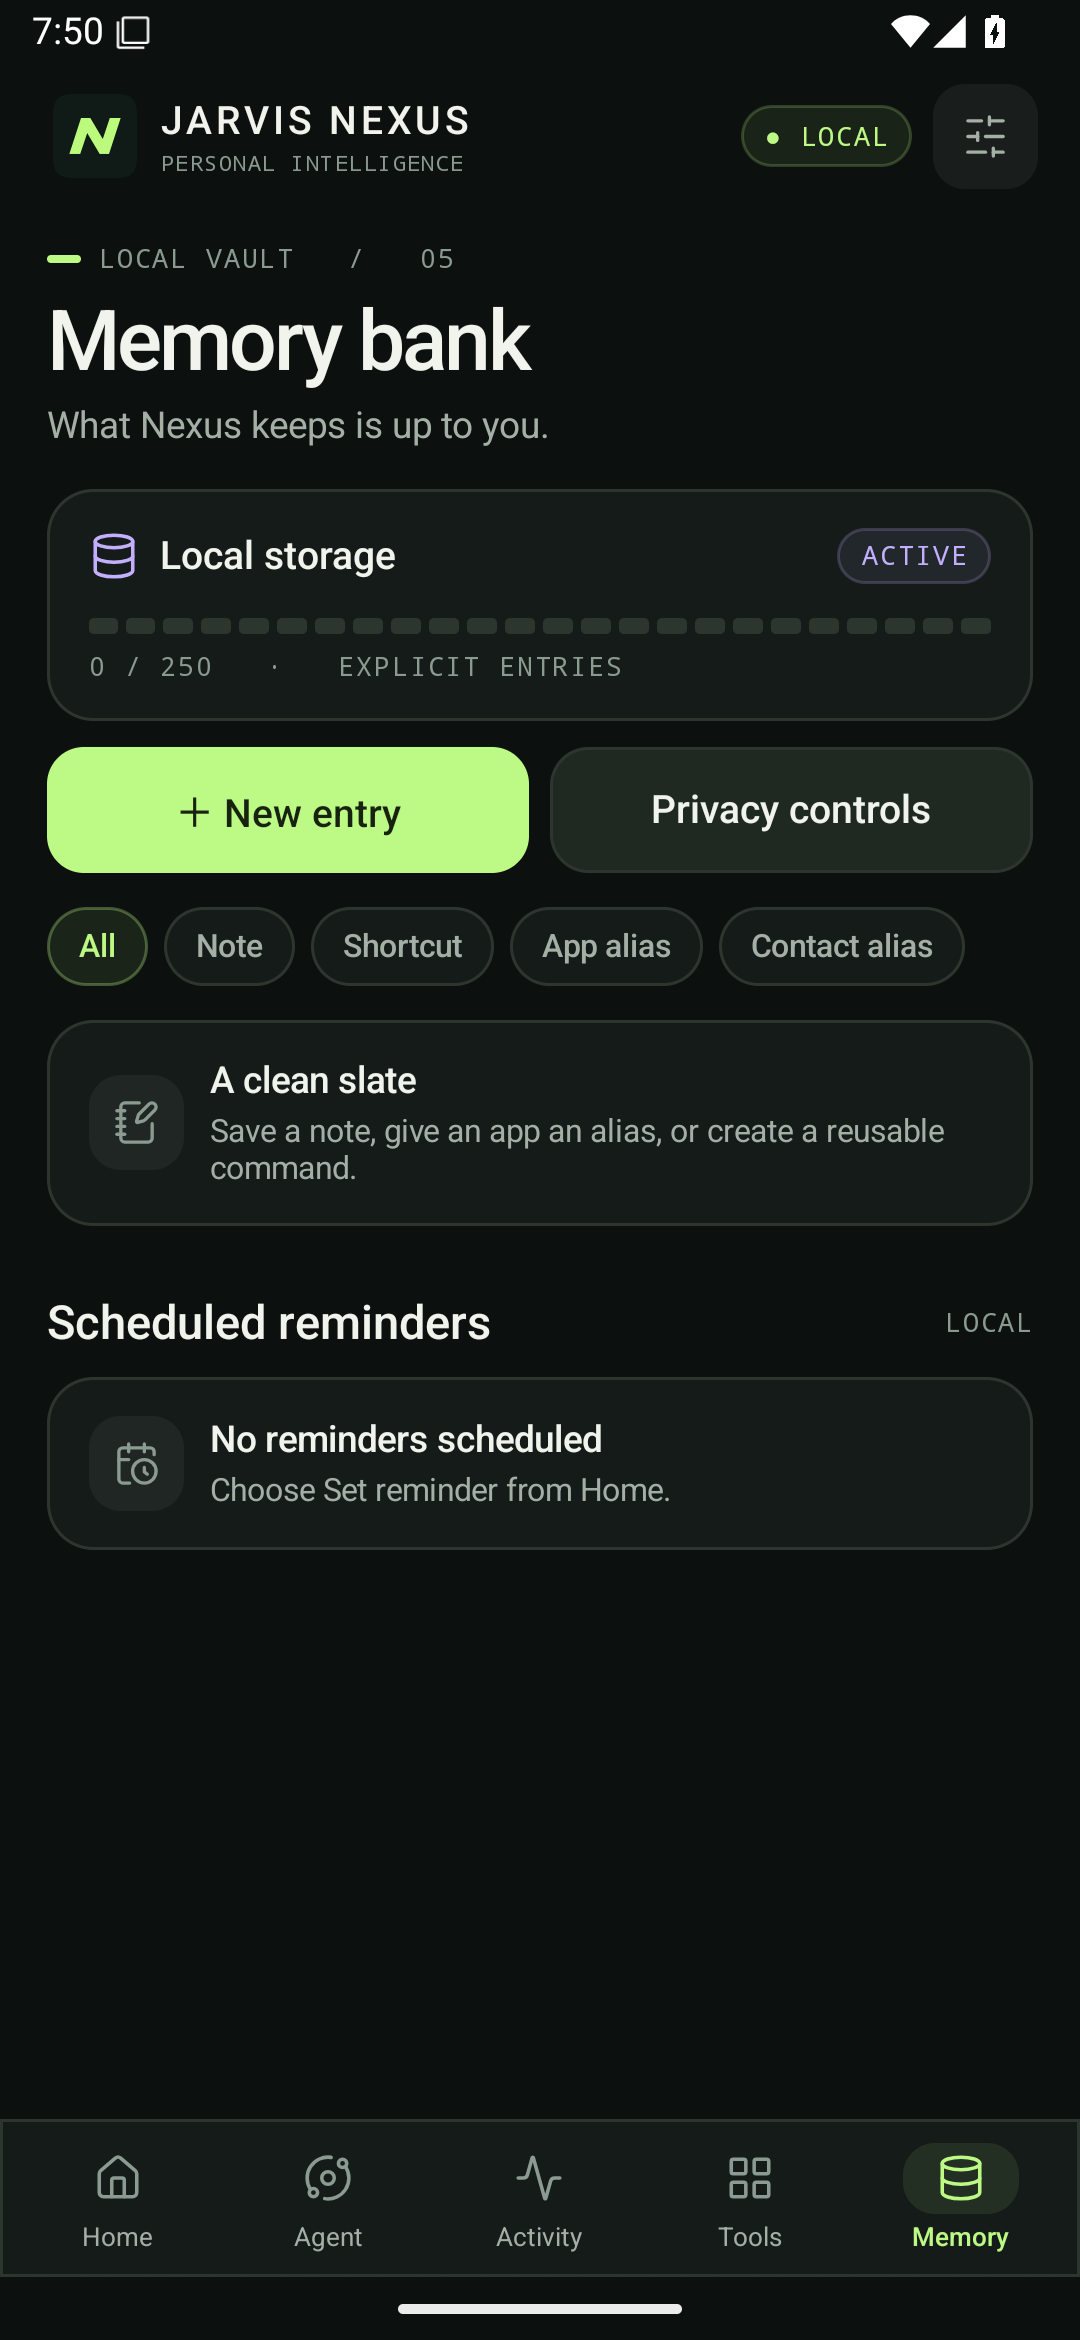 7:50
JARVIS NEXUS
PERSONAL INTELLIGENCE
● LOCAL
LOCAL VAULT / 05
Memory bank
What Nexus keeps is up to you.
Local storage
ACTIVE
0 / 250 · EXPLICIT ENTRIES
+ New entry
Privacy controls
All
Note
Shortcut
App alias
Contact alias
A clean slate
Save a note, give an app an alias, or create a reusable
command.
Scheduled reminders
LOCAL
No reminders scheduled
Choose Set reminder from Home.
Home
Agent
Activity
Tools
Memory